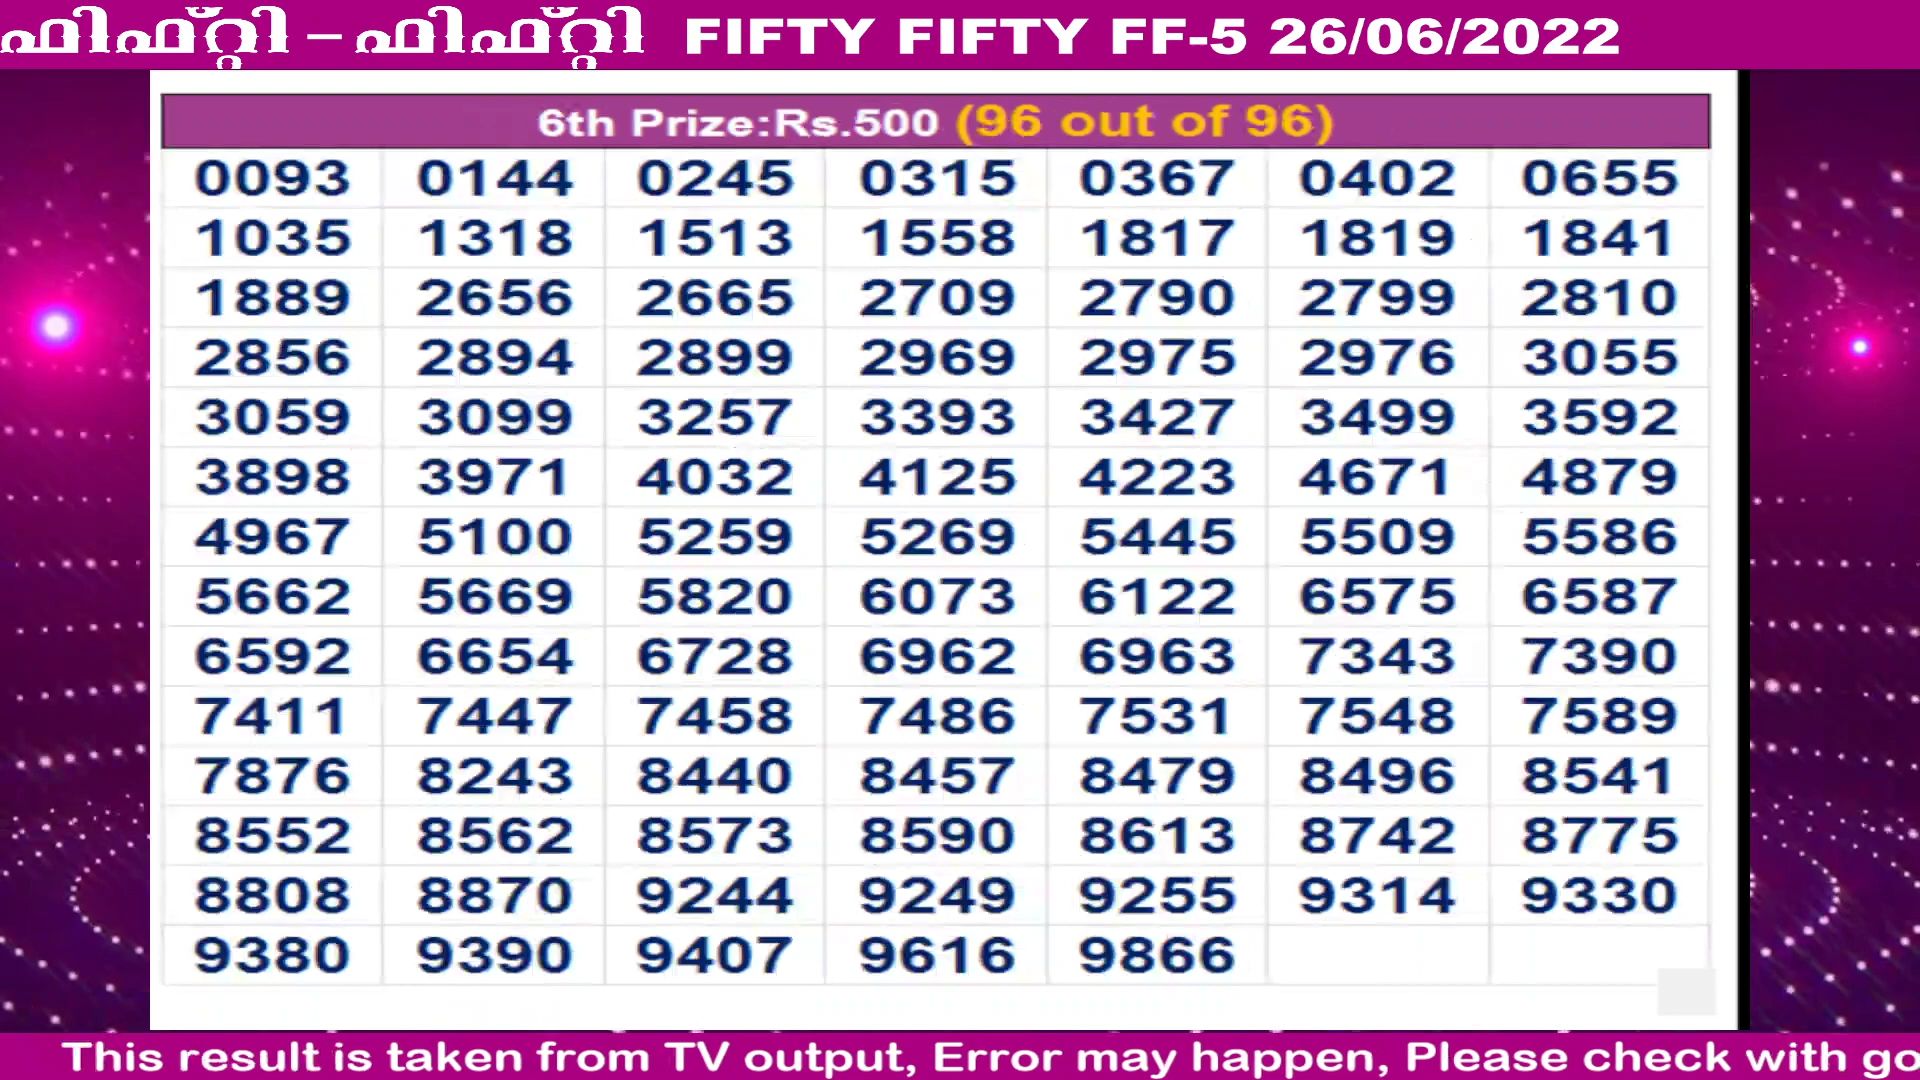 ഫിഫ്റ്റി – ഫിഫ്റ്റി FIFTY FIFTY FF-5 26/06/2022
6th Prize:Rs.500 (96 out of 96)
0093 0144 0245 0315 0367 0402 0655
1035 1318 1513 1558 1817 1819 1841
1889 2656 2665 2709 2790 2799 2810
2856 2894 2899 2969 2975 2976 3055
3059 3099 3257 3393 3427 3499 3592
3898 3971 4032 4125 4223 4671 4879
4967 5100 5259 5269 5445 5509 5586
5662 5669 5820 6073 6122 6575 6587
6592 6654 6728 6962 6963 7343 7390
7411 7447 7458 7486 7531 7548 7589
7876 8243 8440 8457 8479 8496 8541
8552 8562 8573 8590 8613 8742 8775
8808 8870 9244 9249 9255 9314 9330
9380 9390 9407 9616 9866
This result is taken from TV output, Error may happen, Please check with go